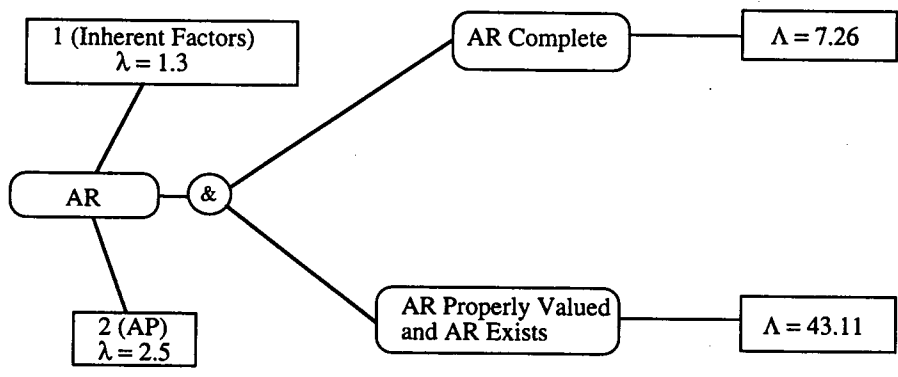 1 (Inherent Factors)
λ = 1.3
AR Complete
Λ = 7.26
AR
&
2 (AP)
λ = 2.5
AR Properly Valued
and AR Exists
Λ = 43.11